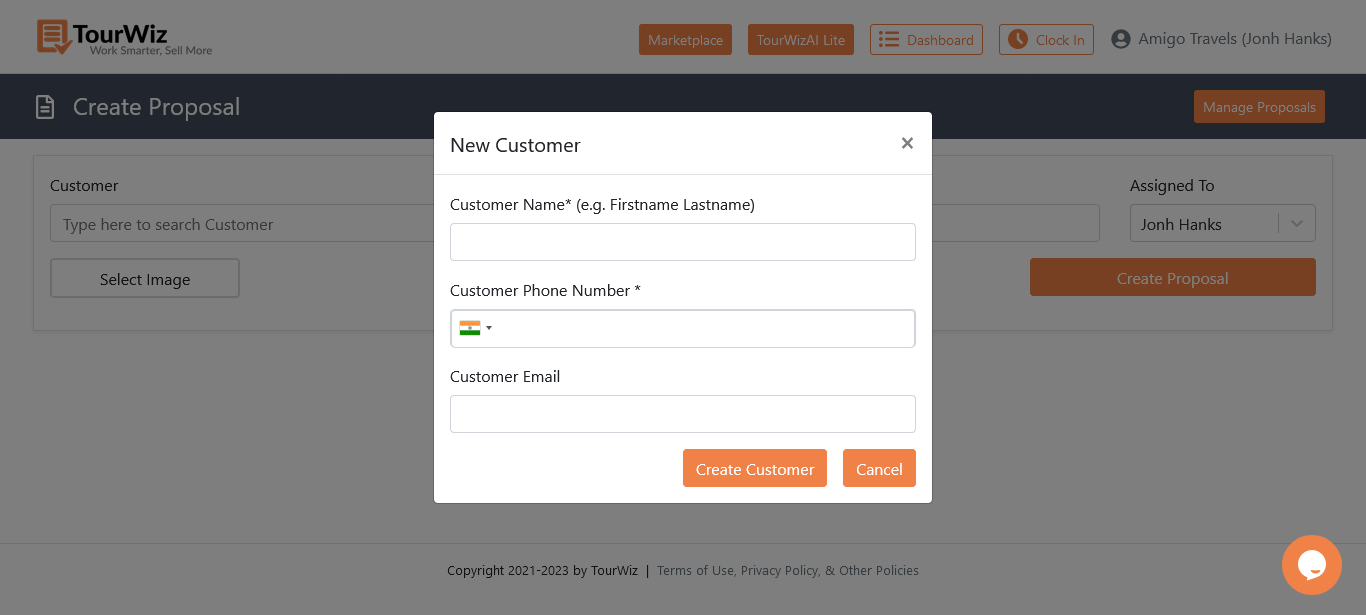 TourWiz
Work Smarter, Sell More
Marketplace
TourWizAI Lite
Dashboard
Clock In
Amigo Travels (Jonh Hanks)
Create Proposal
Manage Proposals
New Customer
×
Customer
Assigned To
Type here to search Customer
Jonh Hanks
Select Image
Create Proposal
Customer Name* (e.g. Firstname Lastname)
Customer Phone Number *
Customer Email
Create Customer
Cancel
Copyright 2021-2023 by TourWiz | Terms of Use, Privacy Policy, & Other Policies